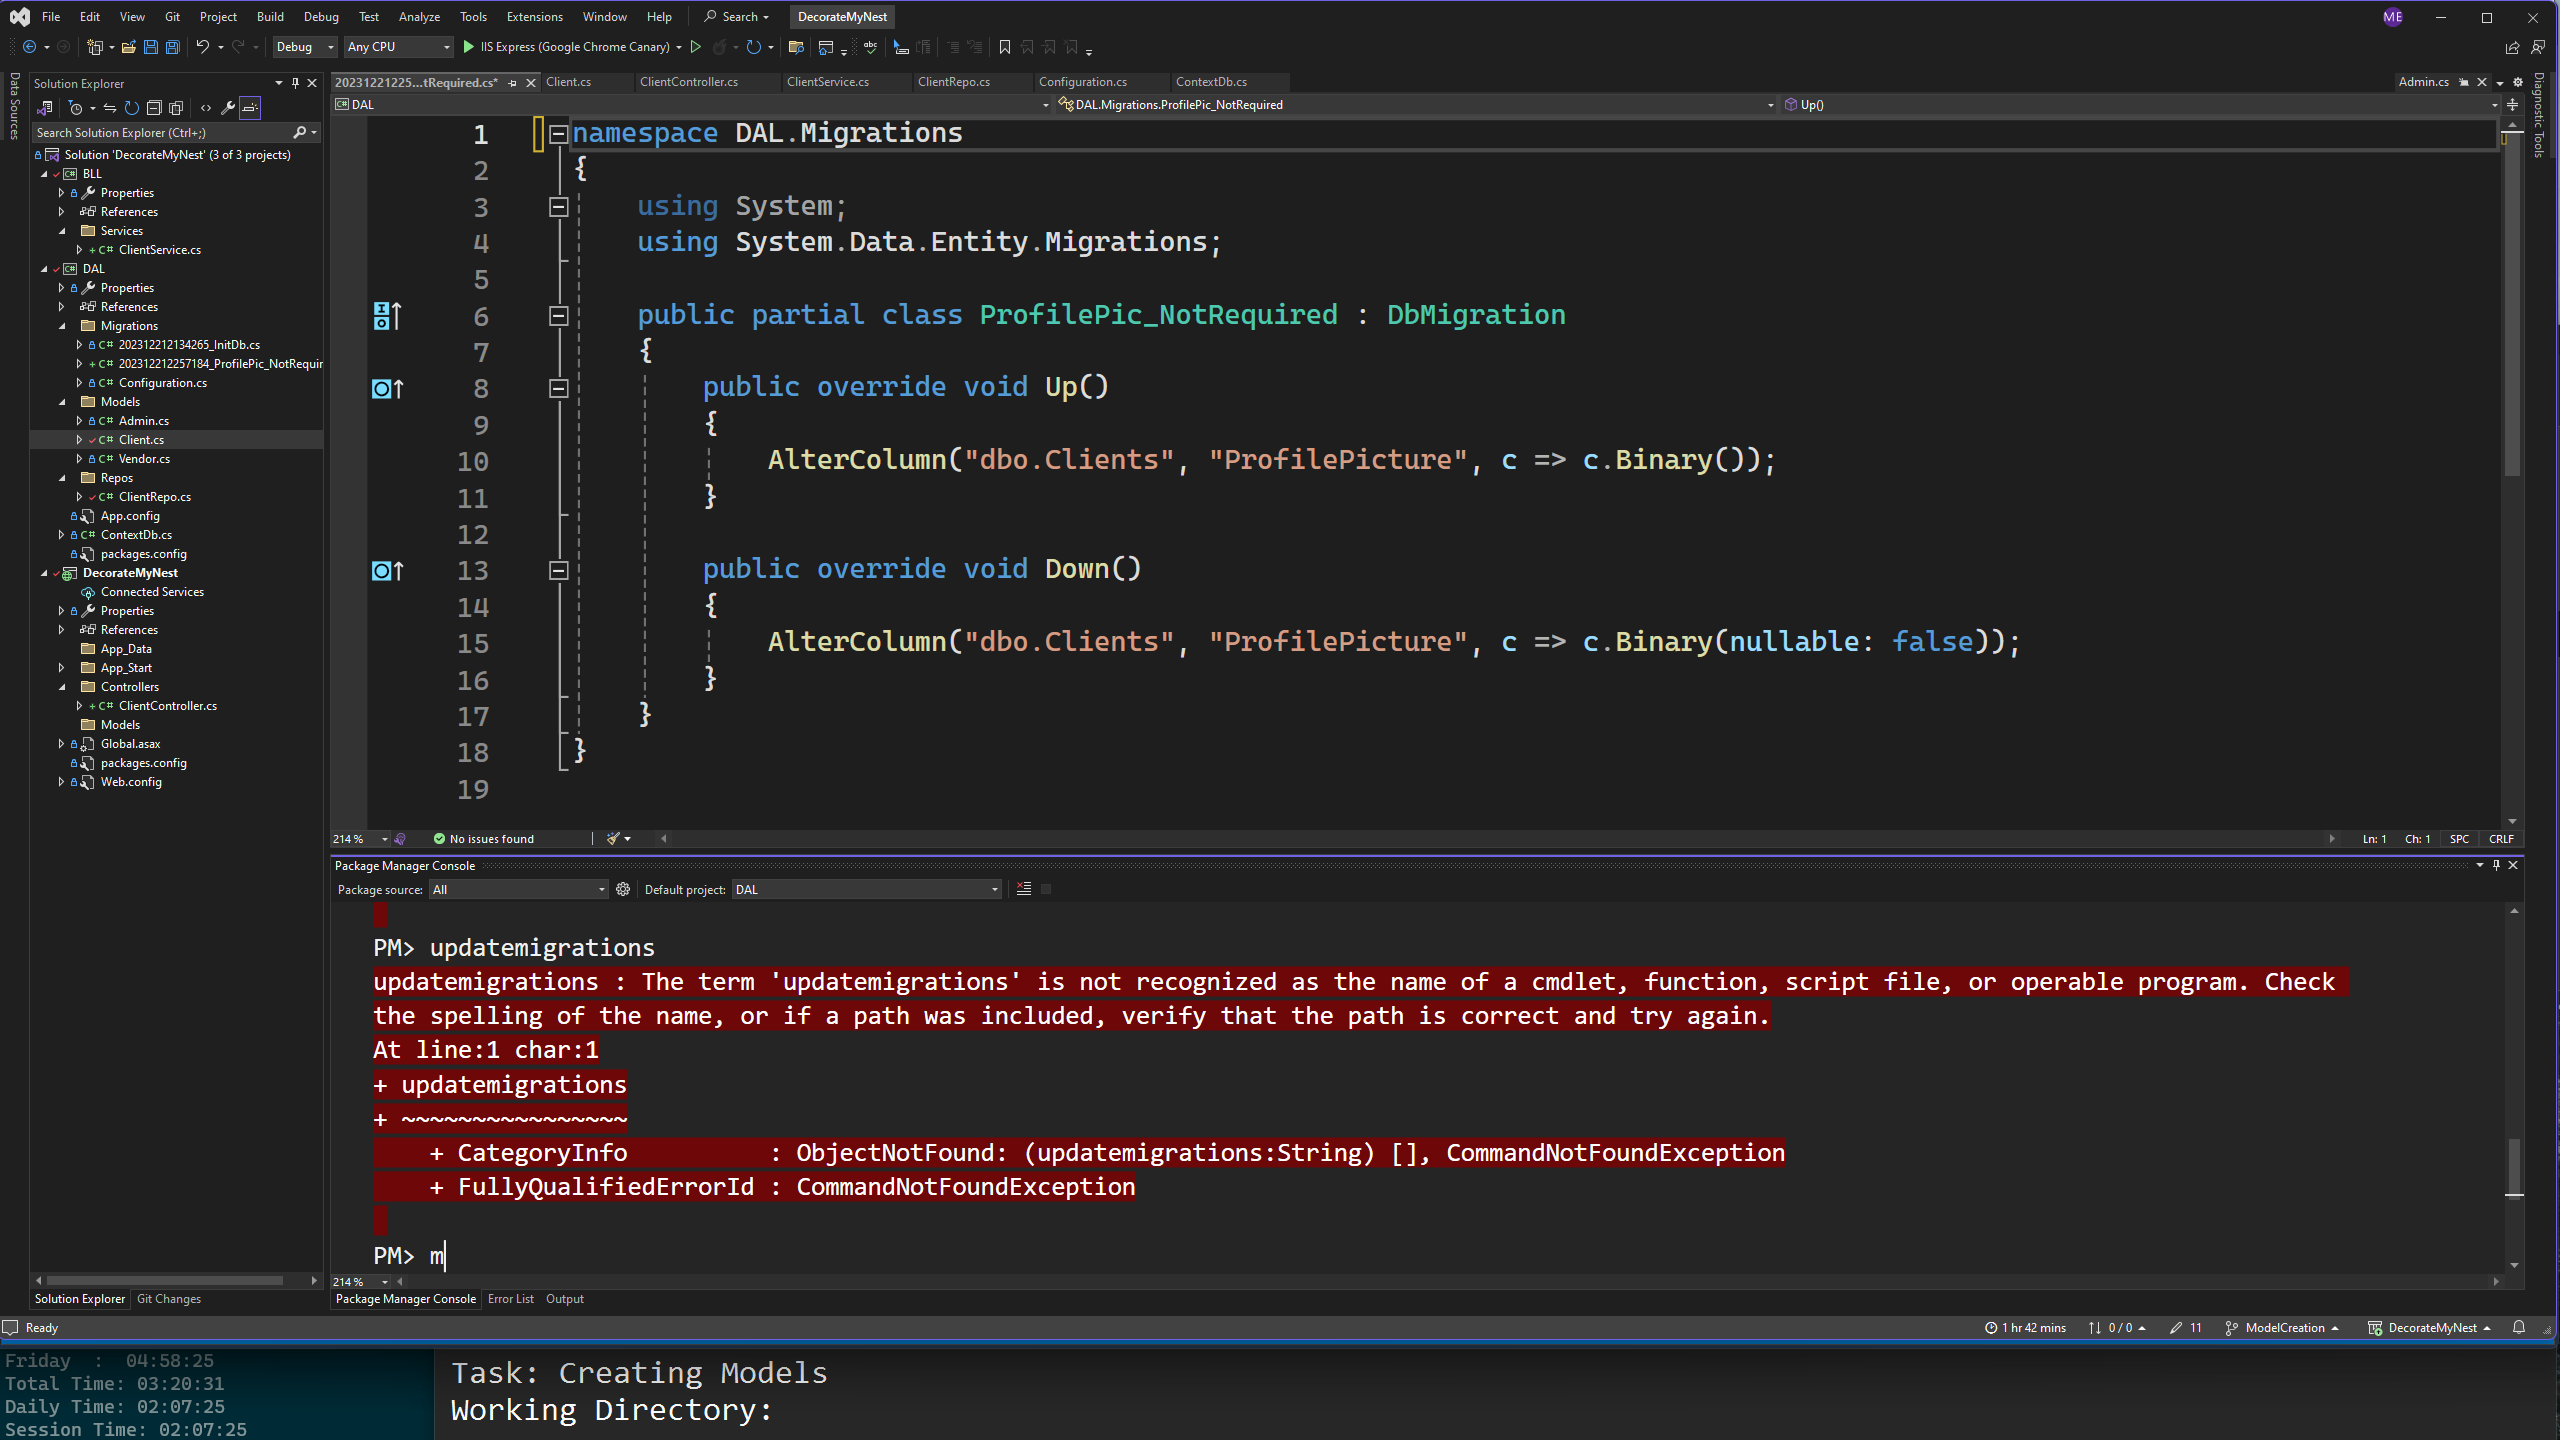 File Edit View Git Project Build Debug Test Analyze Tools Extensions Window Help Search DecorateMyNest ME
Debug Any CPU IIS Express (Google Chrome Canary)
Data Sources
Solution Explorer
Search Solution Explorer (Ctrl+;)
Solution 'DecorateMyNest' (3 of 3 projects)
BLL
Properties
References
Services
ClientService.cs
DAL
Properties
References
Migrations
202312212134265_InitDb.cs
202312212257184_ProfilePic_NotRequir
Configuration.cs
Models
Admin.cs
Client.cs
Vendor.cs
Repos
ClientRepo.cs
App.config
ContextDb.cs
packages.config
DecorateMyNest
Connected Services
Properties
References
App_Data
App_Start
Controllers
ClientController.cs
Models
Global.asax
packages.config
Web.config
Solution Explorer Git Changes
20231221225...tRequired.cs* Client.cs ClientController.cs ClientService.cs ClientRepo.cs Configuration.cs ContextDb.cs Admin.cs
DAL DAL.Migrations.ProfilePic_NotRequired Up()
1 namespace DAL.Migrations
2 {
3 using System;
4 using System.Data.Entity.Migrations;
5
6 public partial class ProfilePic_NotRequired : DbMigration
7 {
8 public override void Up()
9 {
10 AlterColumn("dbo.Clients", "ProfilePicture", c => c.Binary());
11 }
12
13 public override void Down()
14 {
15 AlterColumn("dbo.Clients", "ProfilePicture", c => c.Binary(nullable: false));
16 }
17 }
18 }
19
214 % No issues found Ln: 1 Ch: 1 SPC CRLF
Diagnostic Tools
Package Manager Console
Package source: All Default project: DAL
PM> updatemigrations
updatemigrations : The term 'updatemigrations' is not recognized as the name of a cmdlet, function, script file, or operable program. Check
the spelling of the name, or if a path was included, verify that the path is correct and try again.
At line:1 char:1
+ updatemigrations
+ ~~~~~~~~~~~~~~~~
+ CategoryInfo : ObjectNotFound: (updatemigrations:String) [], CommandNotFoundException
+ FullyQualifiedErrorId : CommandNotFoundException
PM> m
214 %
Package Manager Console Error List Output
Ready 1 hr 42 mins 0 / 0 11 ModelCreation DecorateMyNest
Friday : 04:58:25
Total Time: 03:20:31
Daily Time: 02:07:25
Session Time: 02:07:25
Task: Creating Models
Working Directory: